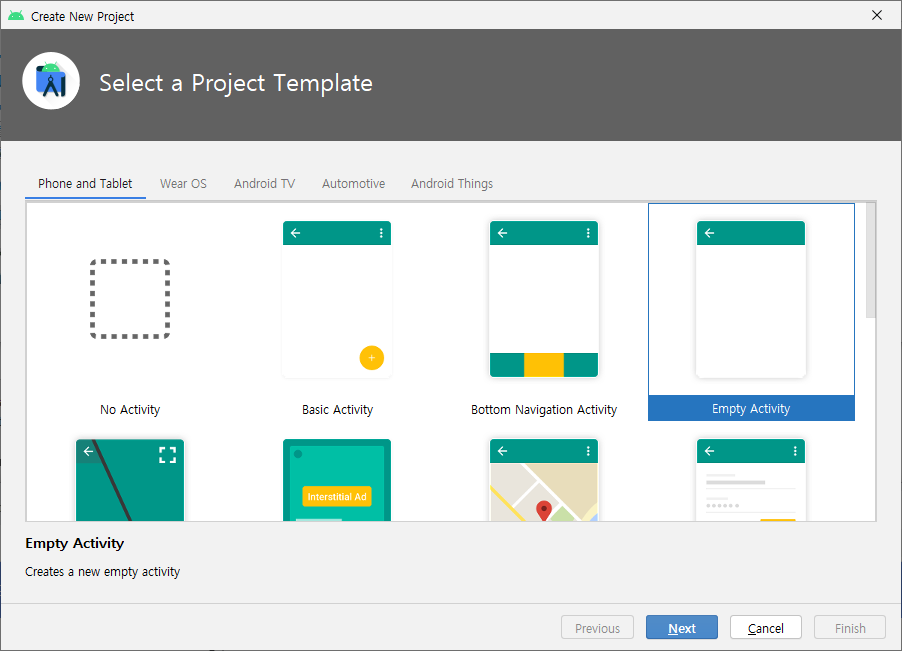 Create New Project
Select a Project Template
Phone and Tablet
Wear OS
Android TV
Automotive
Android Things
No Activity
Basic Activity
Bottom Navigation Activity
Empty Activity
Interstitial Ad
Empty Activity
Creates a new empty activity
Previous
Next
Cancel
Finish